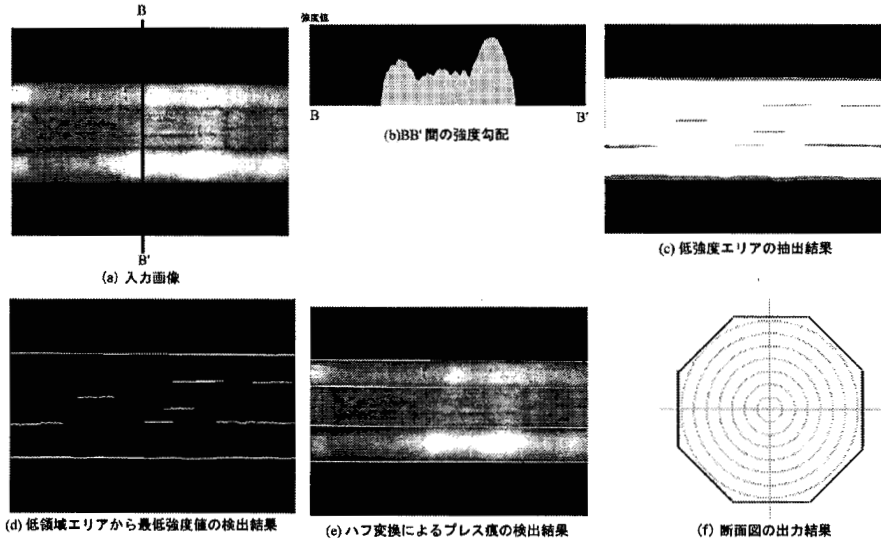 B
B'
(a) 入力画像
強度値
B
B'
(b)BB' 間の強度勾配
(c) 低強度エリアの抽出結果
(d) 低領域エリアから最低強度値の検出結果
(e) ハフ変換によるプレス痕の検出結果
(f) 断面図の出力結果